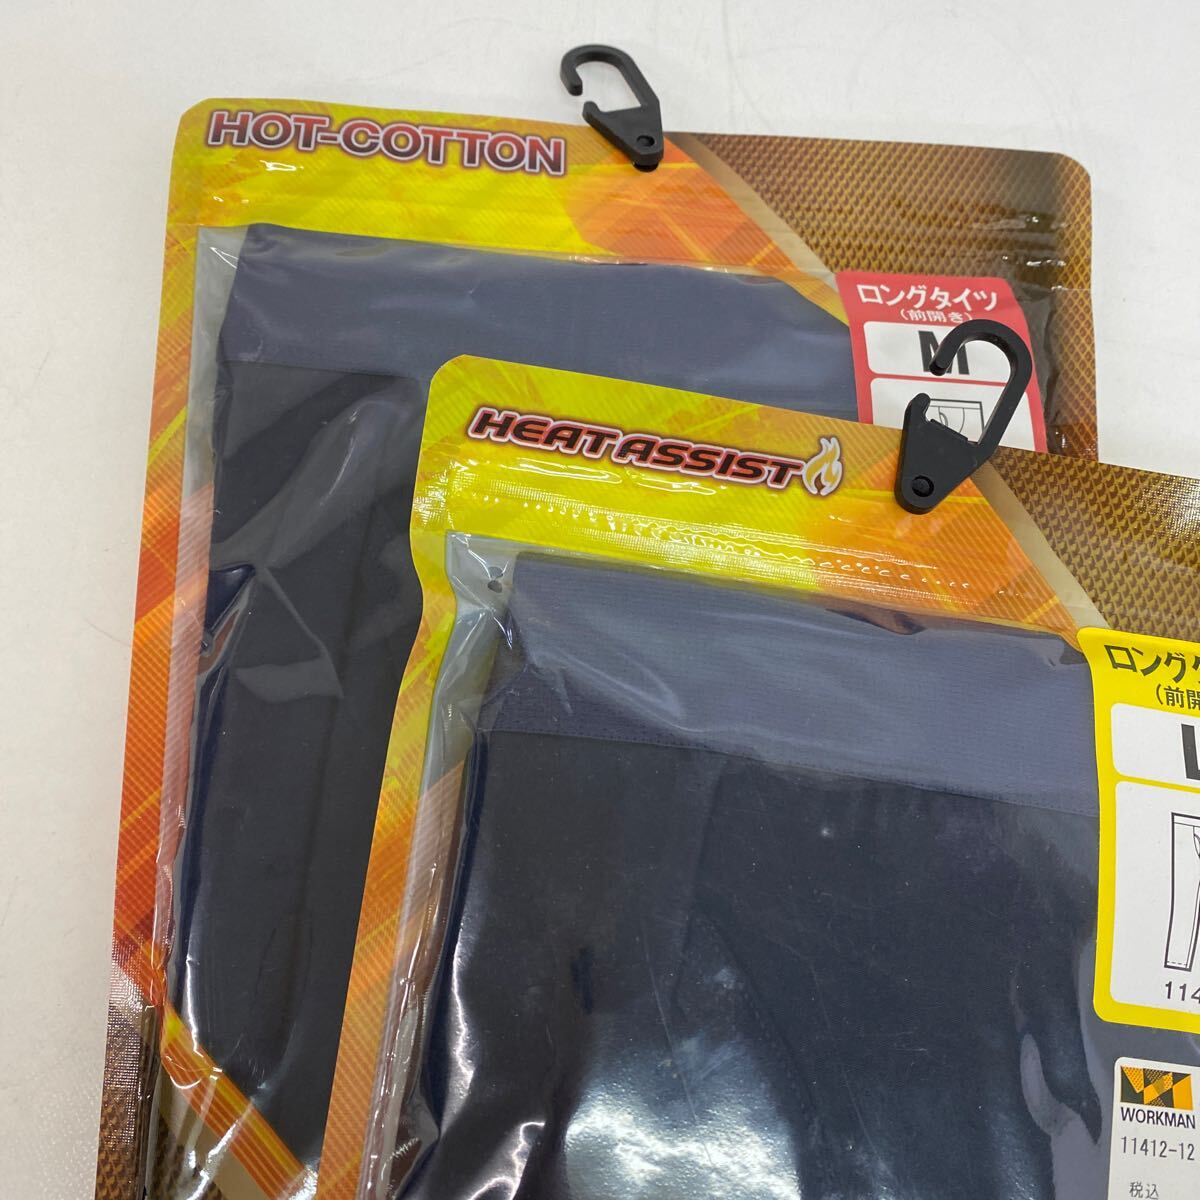 HOT-COTTON
ロングタイツ
(前開き)
M
HEAT ASSIST
ロング
(前開
L
114
WORKMAN
11412-12
税込